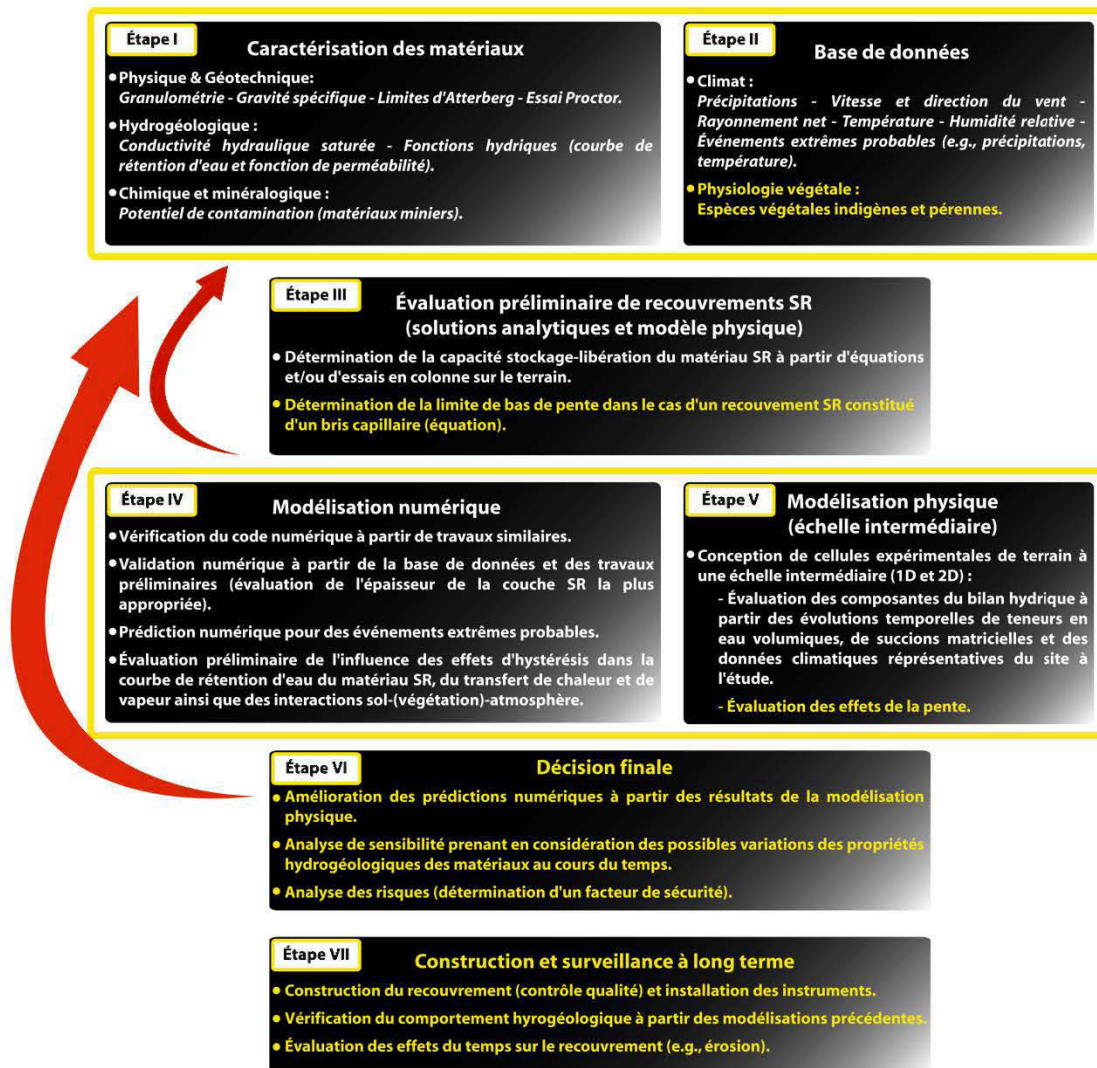 Étape I
Caractérisation des matériaux
• Physique & Géotechnique:
Granulométrie - Gravité spécifique - Limites d'Atterberg - Essai Proctor.
• Hydrogéologique :
Conductivité hydraulique saturée - Fonctions hydriques (courbe de
rétention d'eau et fonction de perméabilité).
• Chimique et minéralogique :
Potentiel de contamination (matériaux miniers).
Étape II
Base de données
• Climat :
Précipitations - Vitesse et direction du vent -
Rayonnement net - Température - Humidité relative -
Événements extrêmes probables (e.g., précipitations,
température).
• Physiologie végétale :
Espèces végétales indigènes et pérennes.
Étape III
Évaluation préliminaire de recouvrements SR
(solutions analytiques et modèle physique)
• Détermination de la capacité stockage-libération du matériau SR à partir d'équations
et/ou d'essais en colonne sur le terrain.
• Détermination de la limite de bas de pente dans le cas d'un recouvement SR constitué
d'un bris capillaire (équation).
Étape IV
Modélisation numérique
• Vérification du code numérique à partir de travaux similaires.
• Validation numérique à partir de la base de données et des travaux
préliminaires (évaluation de l'épaisseur de la couche SR la plus
appropriée).
• Prédiction numérique pour des événements extrêmes probables.
• Évaluation préliminaire de l'influence des effets d'hystérésis dans la
courbe de rétention d'eau du matériau SR, du transfert de chaleur et de
vapeur ainsi que des interactions sol-(végétation)-atmosphère.
Étape V
Modélisation physique
(échelle intermédiaire)
• Conception de cellules expérimentales de terrain à
une échelle intermédiaire (1D et 2D) :
- Évaluation des composantes du bilan hydrique à
partir des évolutions temporelles de teneurs en
eau volumiques, de succions matricielles et des
données climatiques réprésentatives du site à
l'étude.
- Évaluation des effets de la pente.
Étape VI
Décision finale
• Amélioration des prédictions numériques à partir des résultats de la modélisation
physique.
• Analyse de sensibilité prenant en considération des possibles variations des propriétés
hydrogéologiques des matériaux au cours du temps.
• Analyse des risques (détermination d'un facteur de sécurité).
Étape VII
Construction et surveillance à long terme
• Construction du recouvrement (contrôle qualité) et installation des instruments.
• Vérification du comportement hyrogéologique à partir des modélisations précédentes.
• Évaluation des effets du temps sur le recouvrement (e.g., érosion).